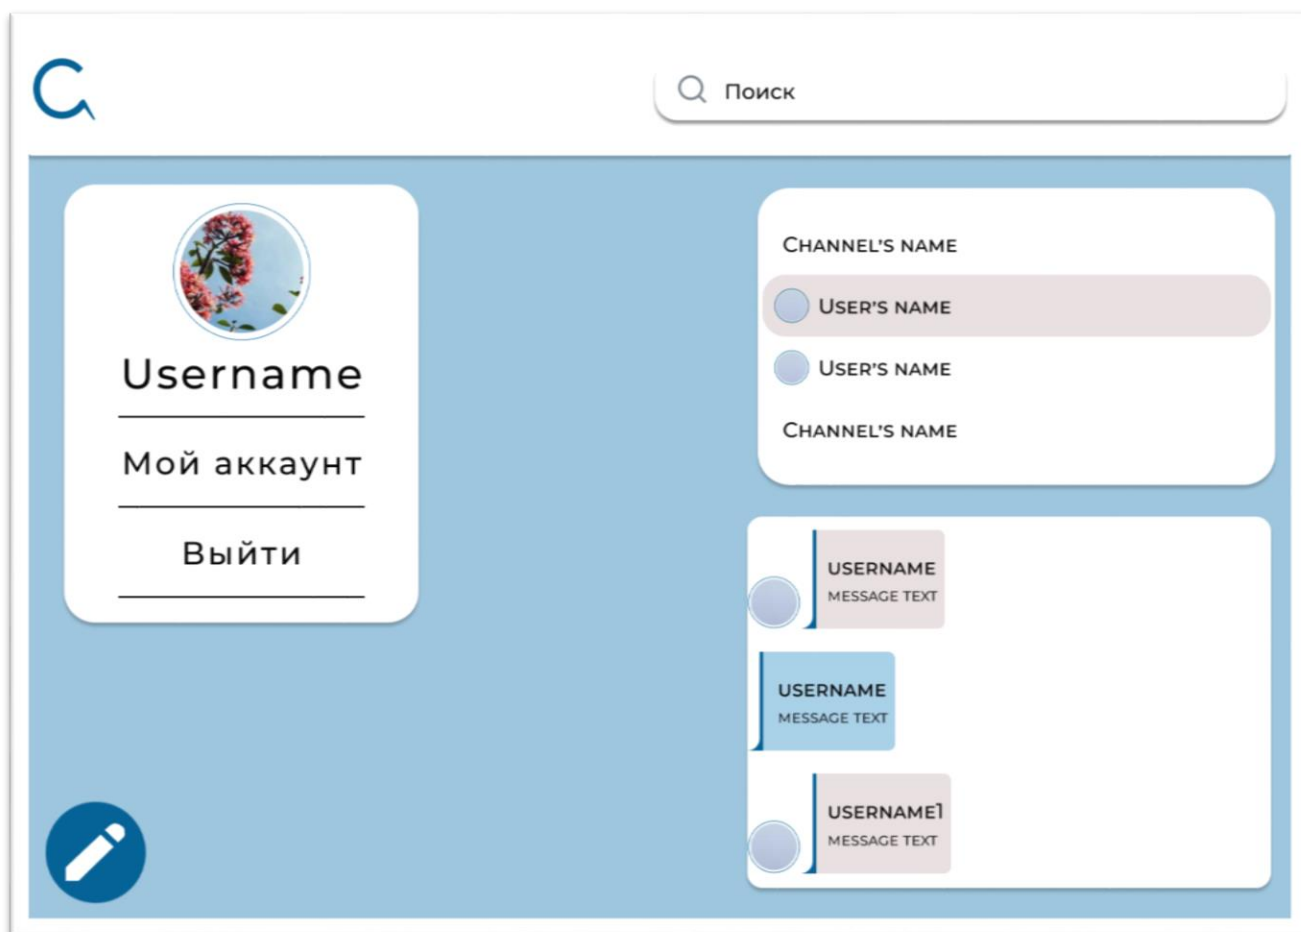 Поиск
Username
Мой аккаунт
Выйти
CHANNEL'S NAME
USER'S NAME
USER'S NAME
CHANNEL'S NAME
USERNAME
MESSAGE TEXT
USERNAME
MESSAGE TEXT
USERNAME1
MESSAGE TEXT